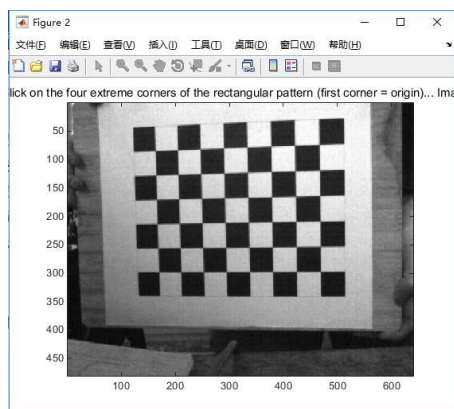 Figure 2
文件(F) 编辑(E) 查看(V) 插入(I) 工具(T) 桌面(D) 窗口(W) 帮助(H)
lick on the four extreme corners of the rectangular pattern (first corner = origin)... Ima
50
100
150
200
250
300
350
400
450
100 200 300 400 500 600